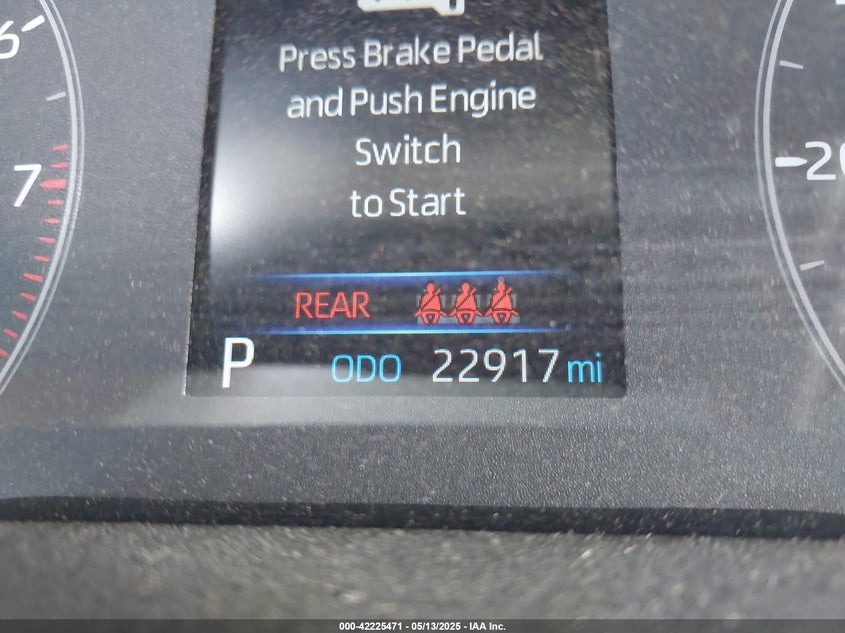 6
7
Press Brake Pedal
and Push Engine
Switch
to Start
20
REAR
P ODO 22917 mi
000-42225471 - 05/13/2025 - IAA Inc.